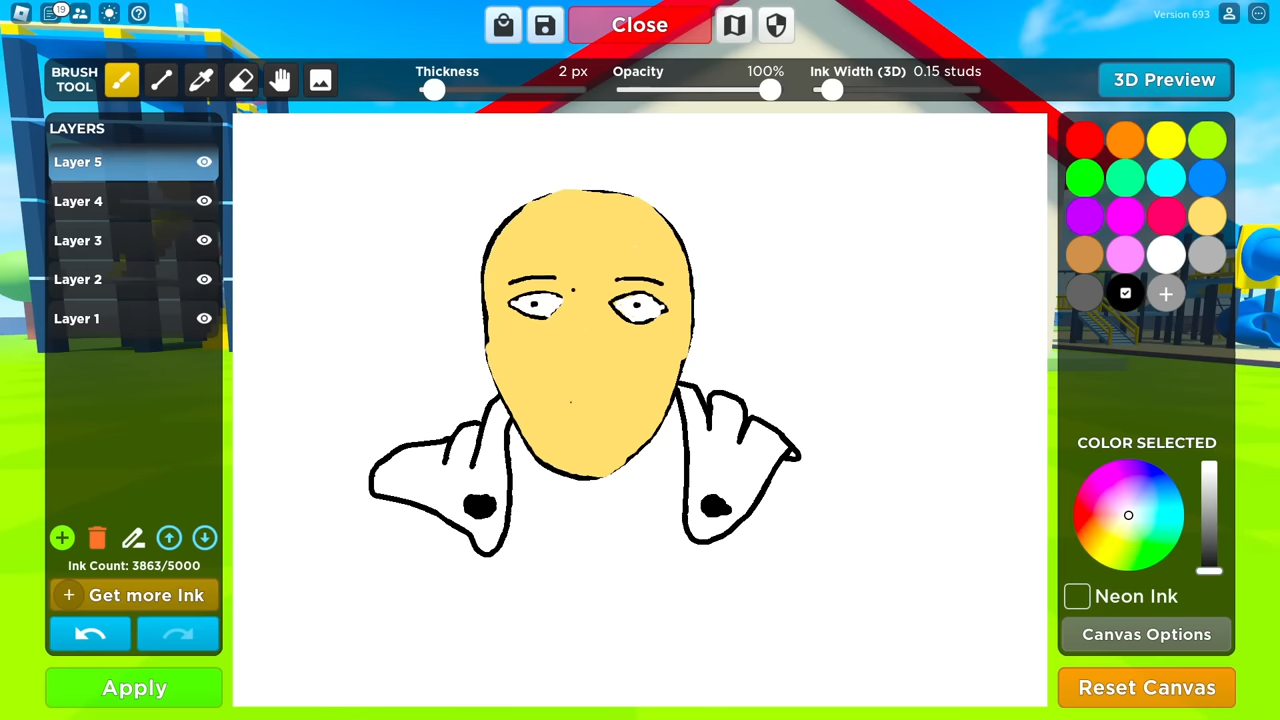 19
Close
Version 693
BRUSH
TOOL
Thickness 2 px
Opacity 100%
Ink Width (3D) 0.15 studs
3D Preview
LAYERS
Layer 5
Layer 4
Layer 3
Layer 2
Layer 1
Ink Count: 3863/5000
+ Get more Ink
Apply
COLOR SELECTED
Neon Ink
Canvas Options
Reset Canvas